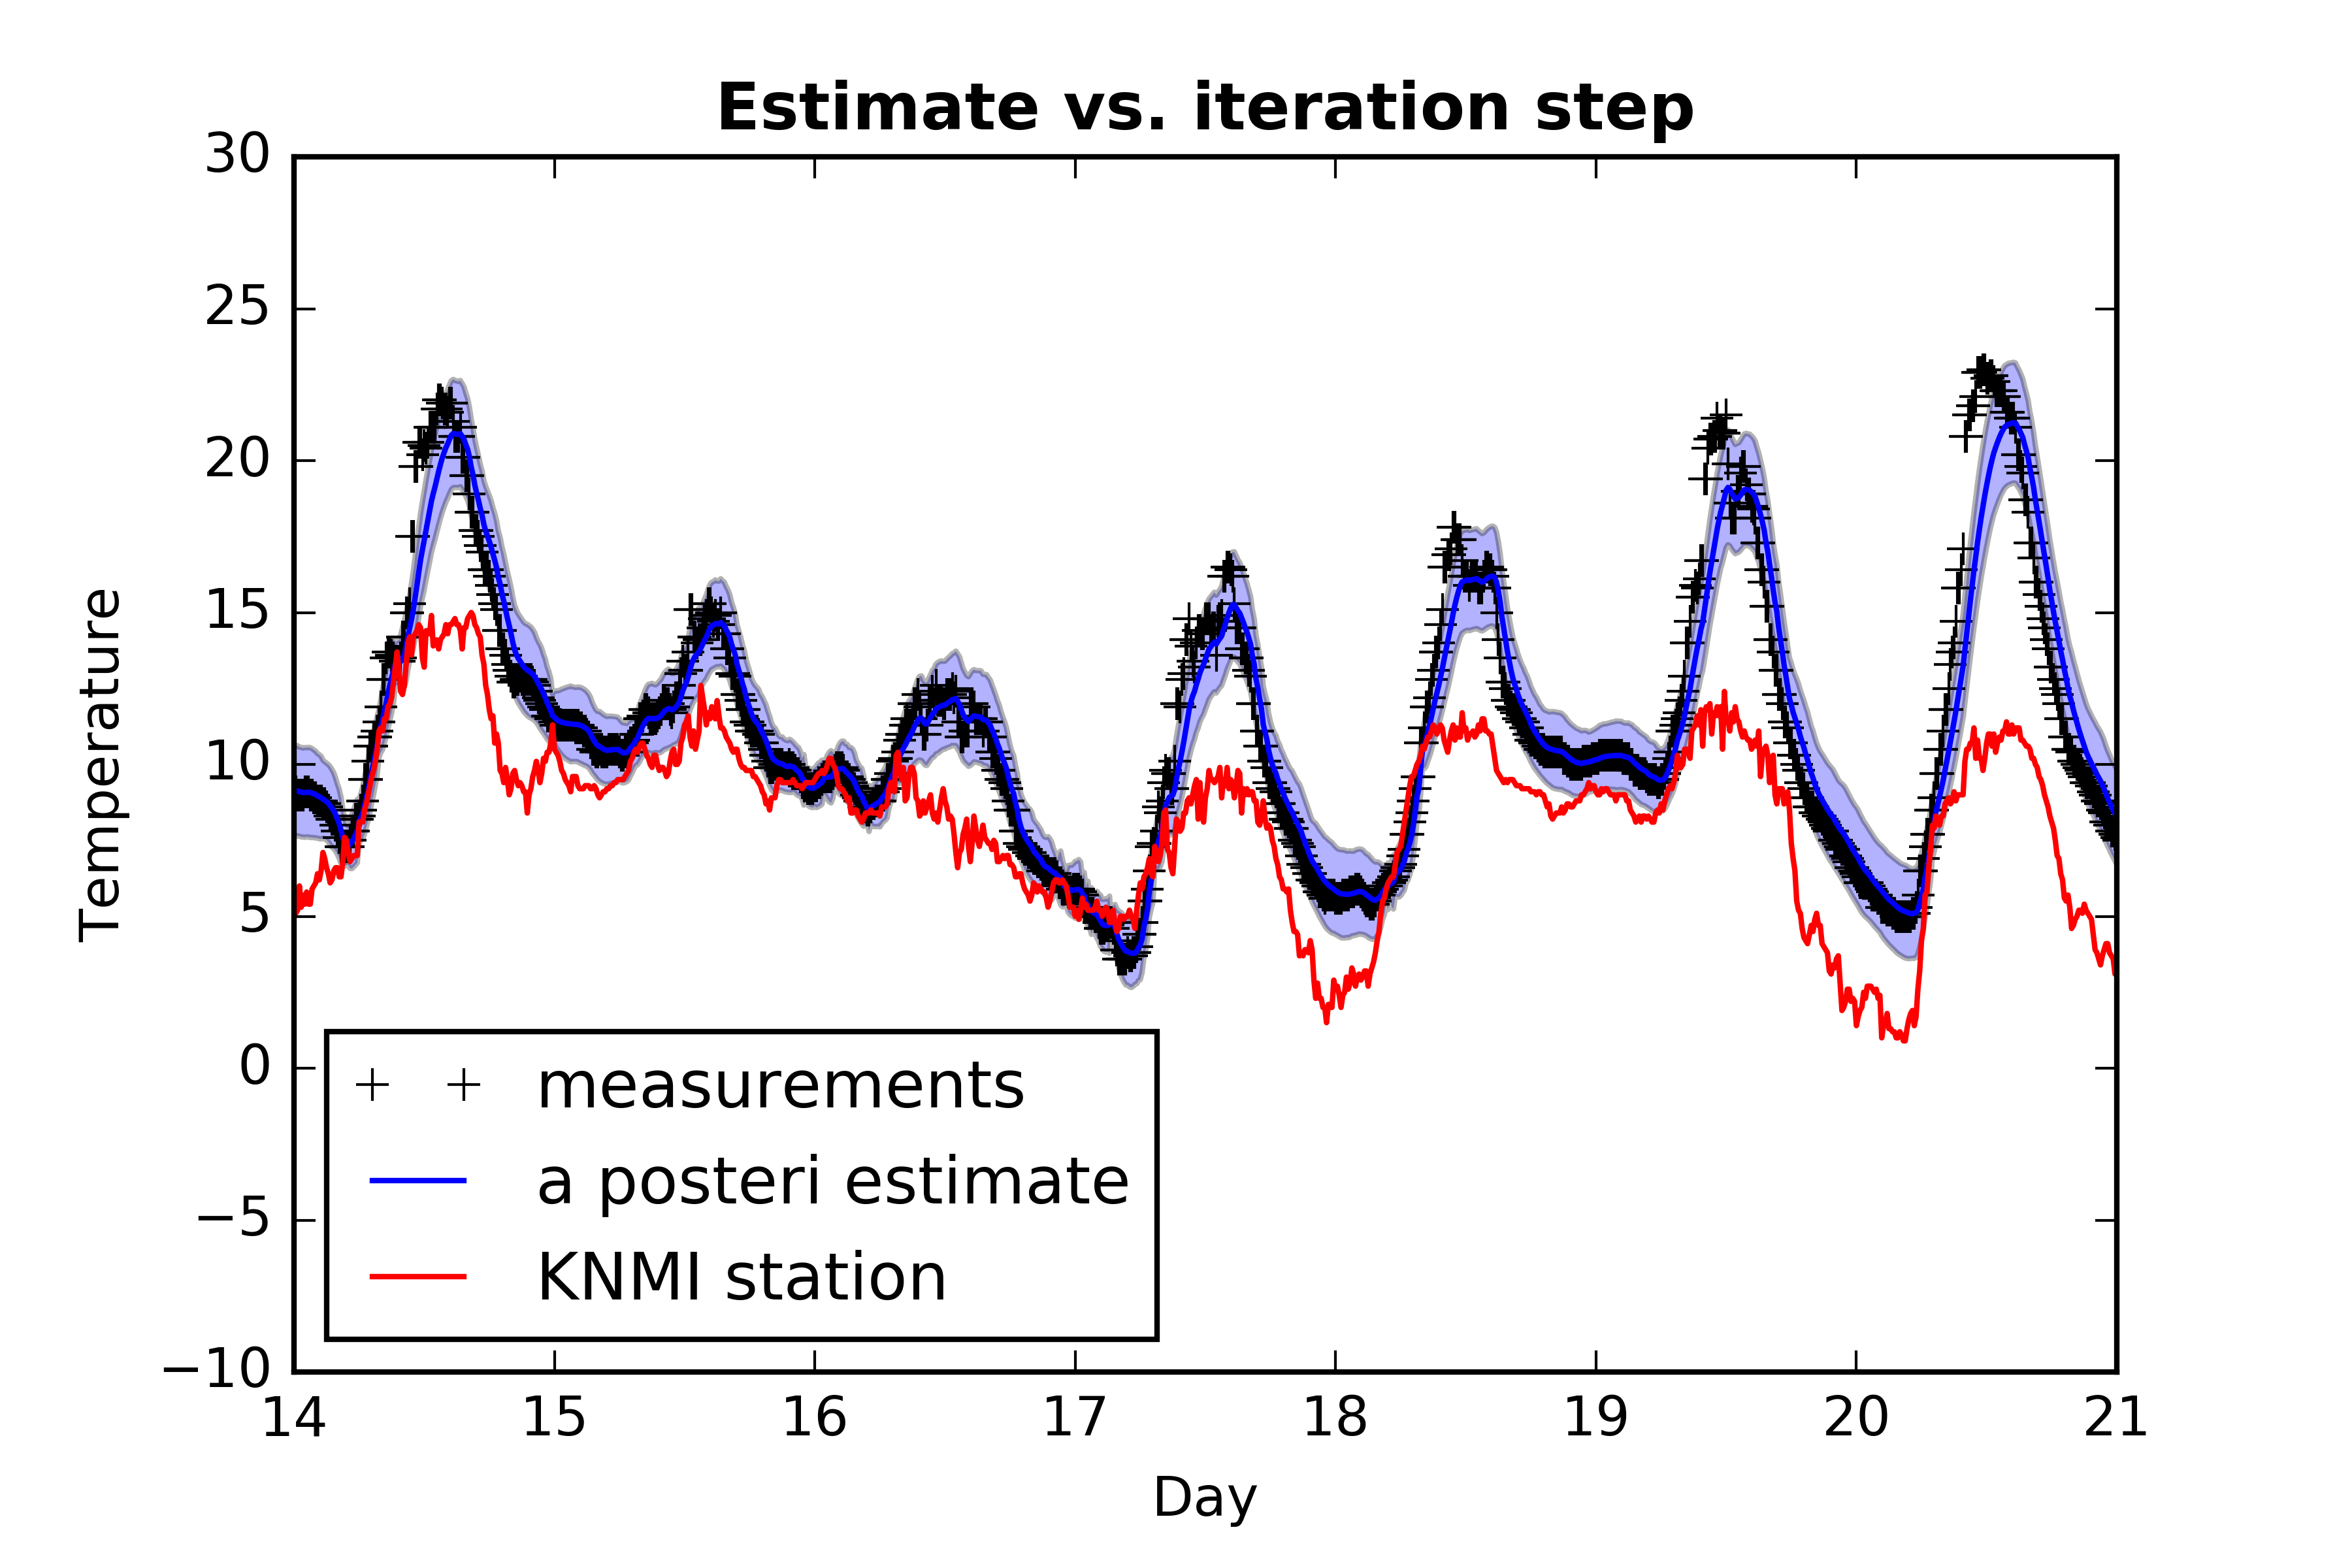 Estimate vs. iteration step
30
25
20
15
10
5
0
−5
−10
Temperature
measurements
a posteri estimate
KNMI station
14 15 16 17 18 19 20 21
Day